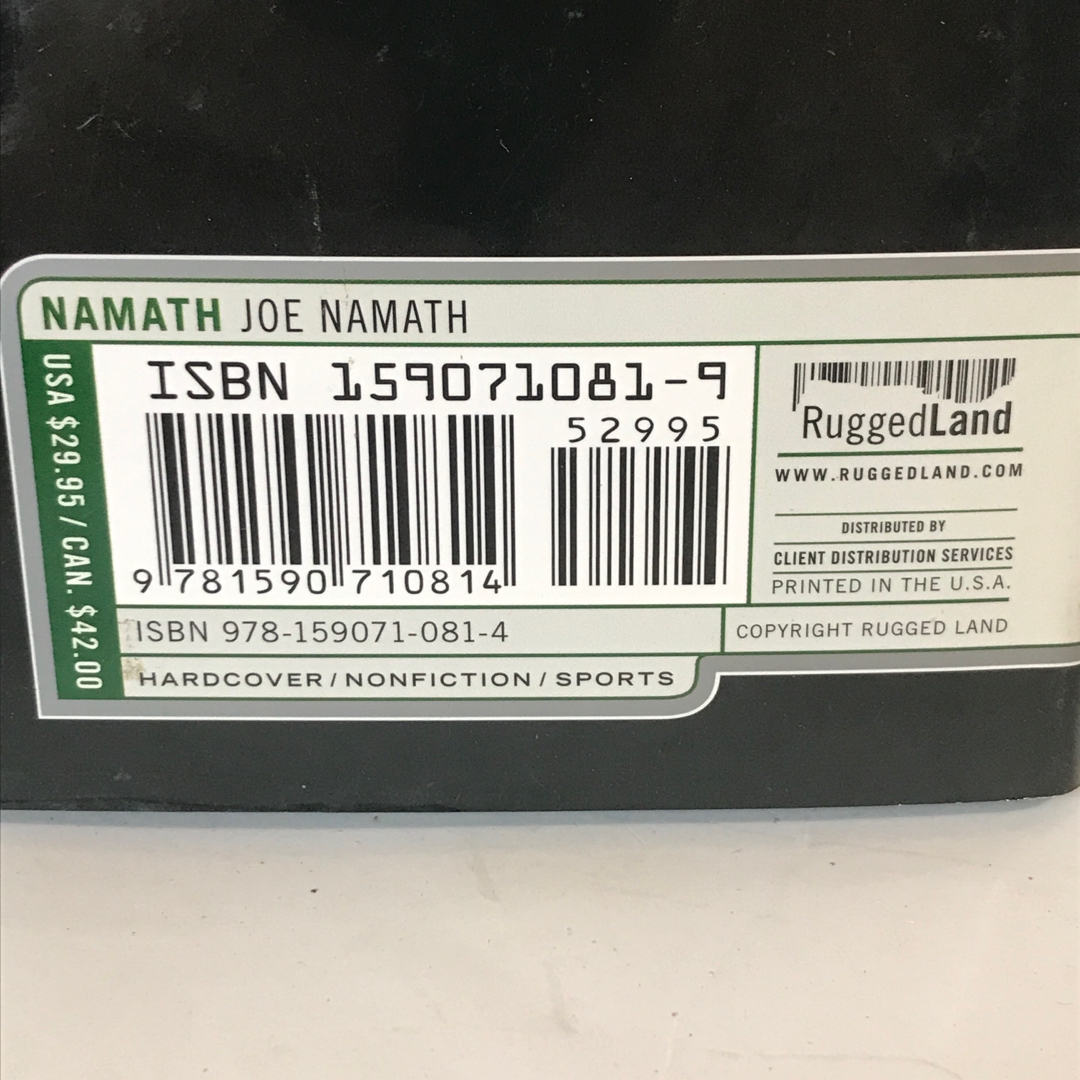 NAMATH JOE NAMATH
USA $29.95 / CAN. $42.00
ISBN 159071081-9
52995
9 781590 710814
ISBN 978-159071-081-4
HARDCOVER / NONFICTION / SPORTS
RuggedLand
WWW.RUGGEDLAND.COM
DISTRIBUTED BY
CLIENT DISTRIBUTION SERVICES
PRINTED IN THE U.S.A.
COPYRIGHT RUGGED LAND